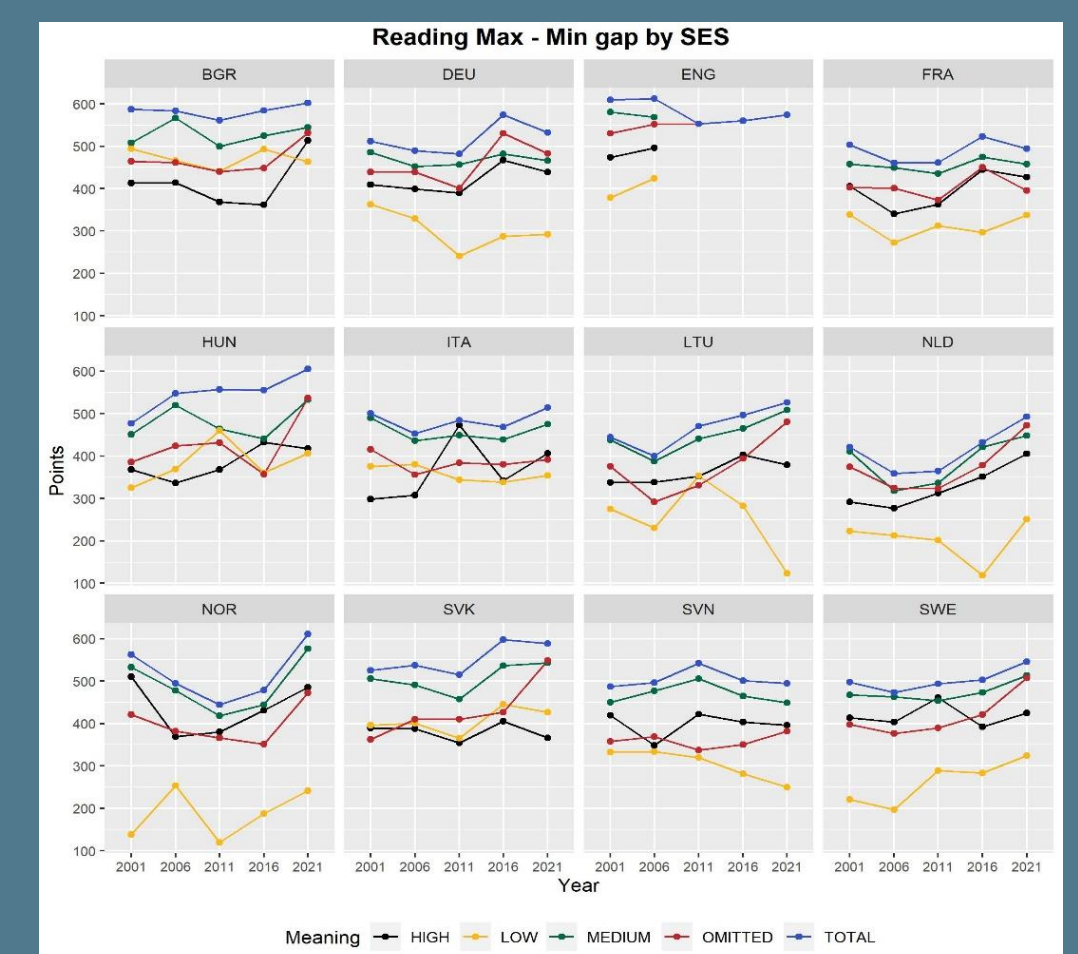 Reading Max - Min gap by SES
BGR DEU ENG FRA
600
500
400
300
200
100
HUN ITA LTU NLD
600
500
400
300
200
100
Points
NOR SVK SVN SWE
600
500
400
300
200
100
2001 2006 2011 2016 2021 2001 2006 2011 2016 2021 2001 2006 2011 2016 2021 2001 2006 2011 2016 2021
Year
Meaning HIGH LOW MEDIUM OMITTED TOTAL